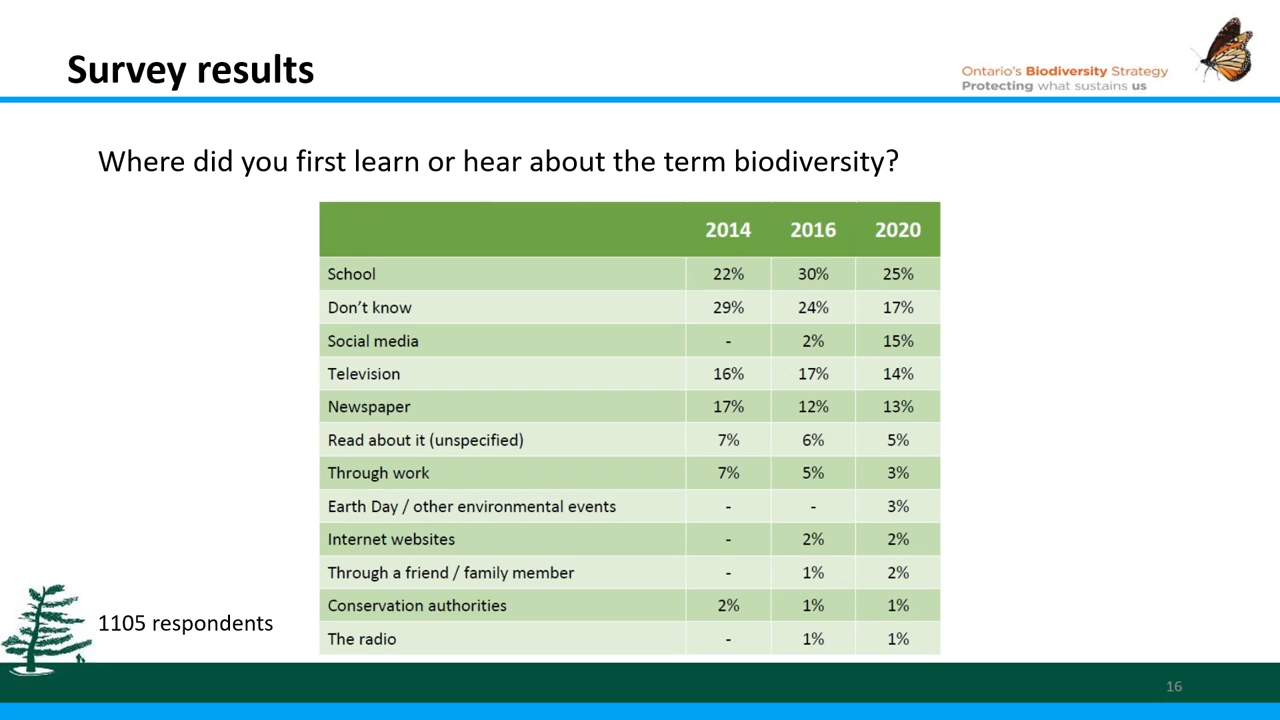 Survey results
Ontario's Biodiversity Strategy
Protecting what sustains us
Where did you first learn or hear about the term biodiversity?
2014 2016 2020
School 22% 30% 25%
Don't know 29% 24% 17%
Social media - 2% 15%
Television 16% 17% 14%
Newspaper 17% 12% 13%
Read about it (unspecified) 7% 6% 5%
Through work 7% 5% 3%
Earth Day / other environmental events - - 3%
Internet websites - 2% 2%
Through a friend / family member - 1% 2%
Conservation authorities 2% 1% 1%
The radio - 1% 1%
1105 respondents
16